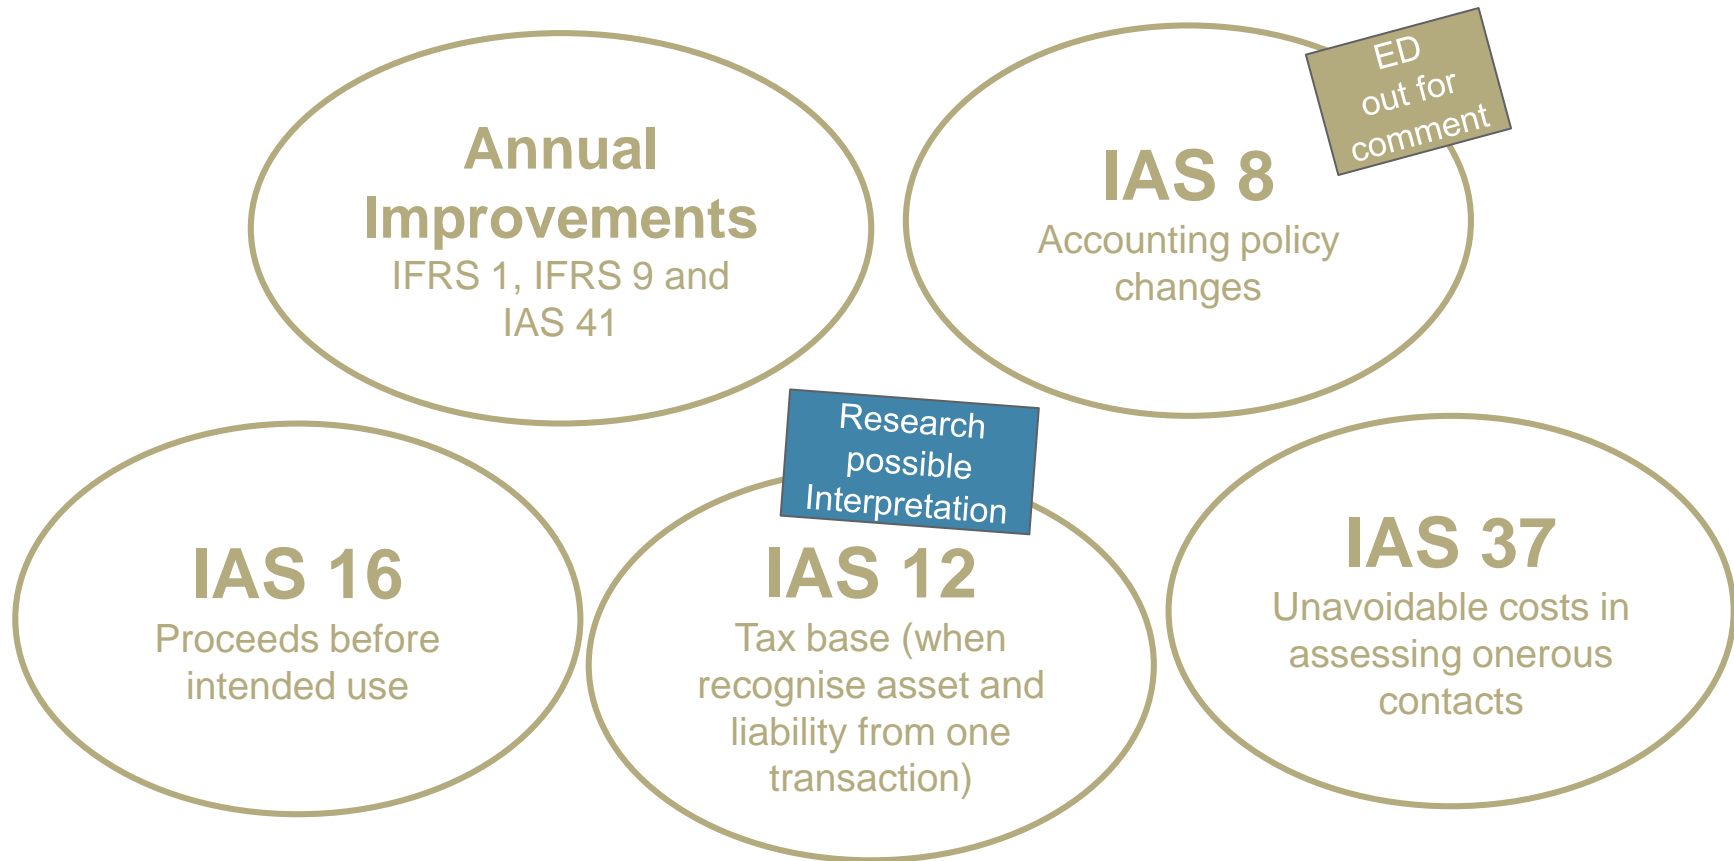 Annual
Improvements
IFRS 1, IFRS 9 and
IAS 41
ED
out for
comment
IAS 8
Accounting policy
changes
IAS 16
Proceeds before
intended use
Research
possible
Interpretation
IAS 12
Tax base (when
recognise asset and
liability from one
transaction)
IAS 37
Unavoidable costs in
assessing onerous
contacts